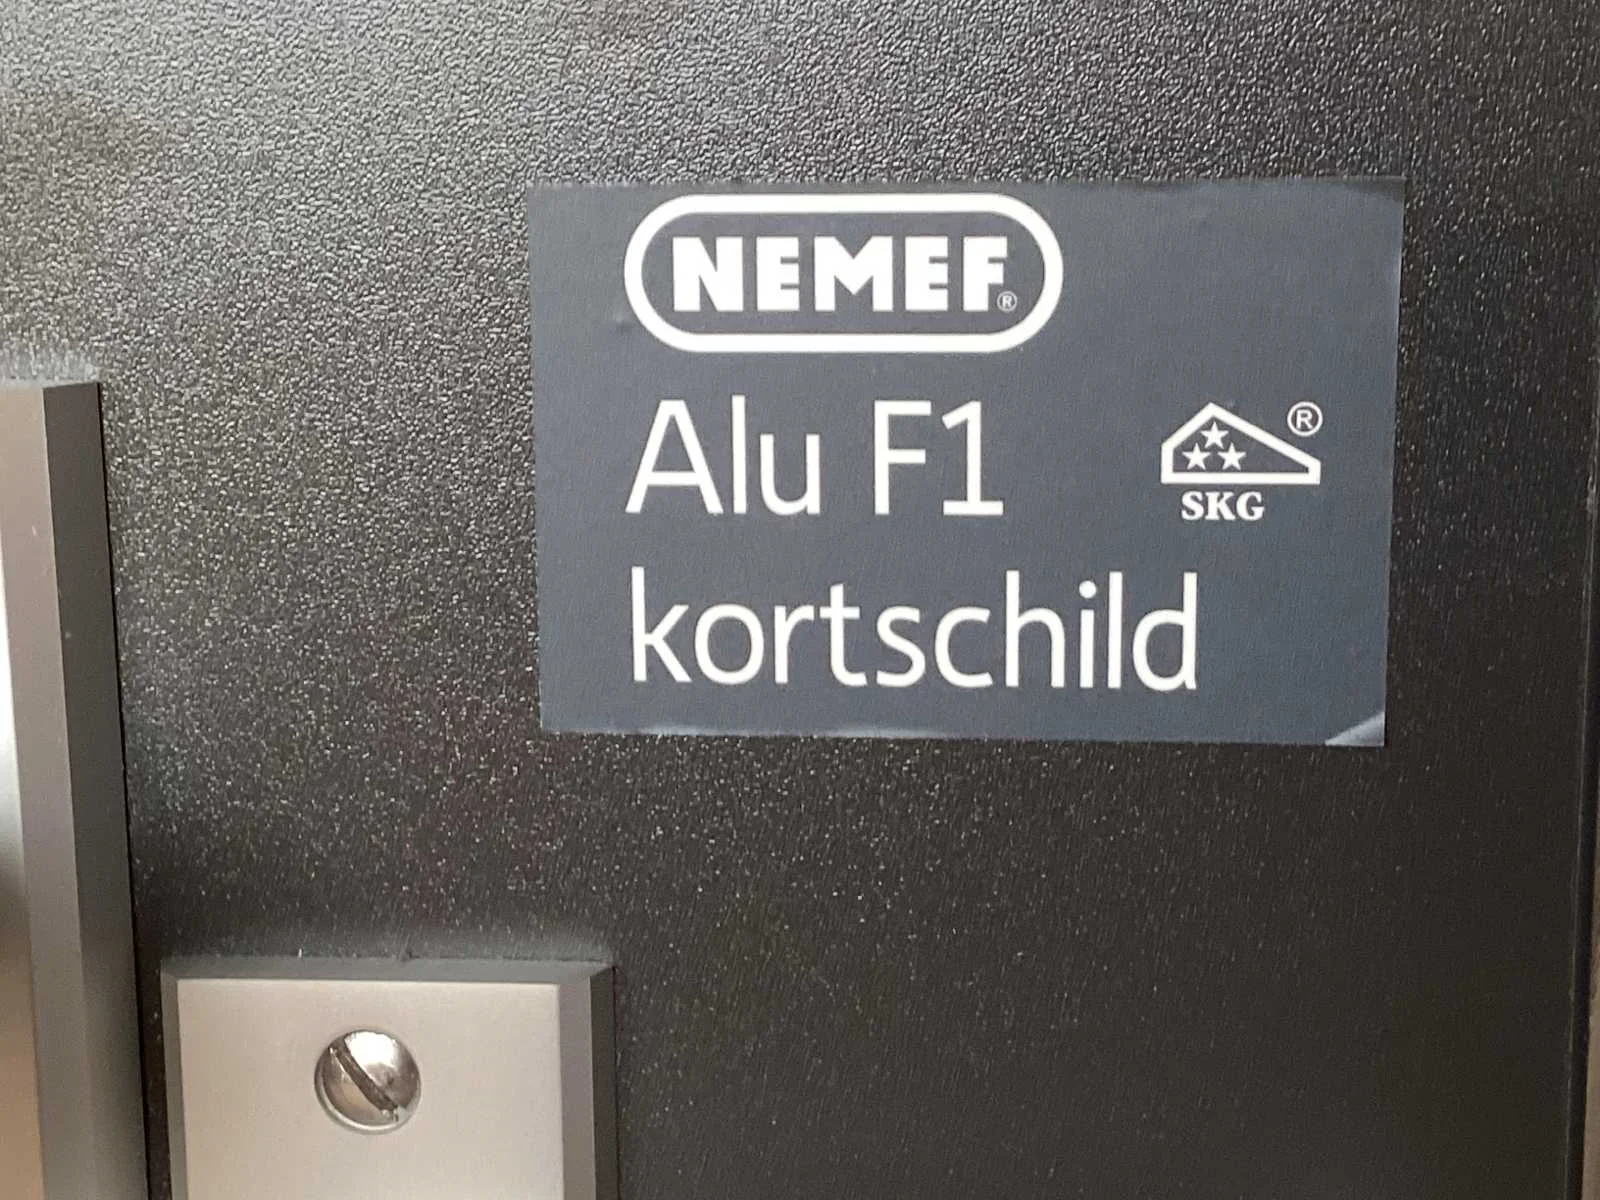 NEMEF®
Alu F1
®
SKG
kortschild